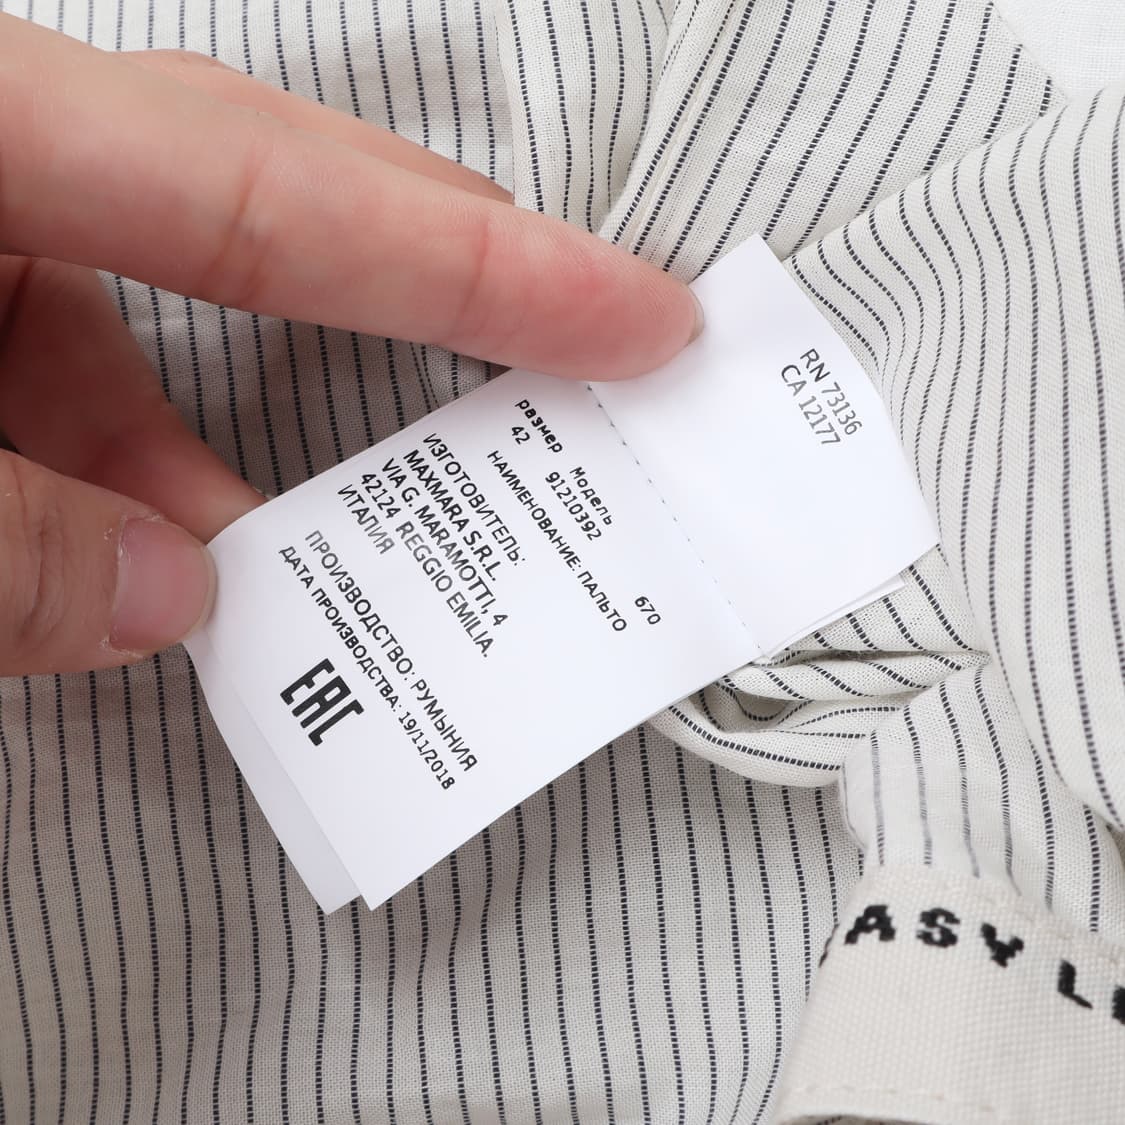 RN 73136
CA 12177
670
размер Модель
42 91210392
НАИМЕНОВАНИЕ: ПАЛЬТО
ИЗГОТОВИТЕЛЬ:
MAXMARA S.R.L.
VIA G. MARAMOTTI, 4
42124 REGGIO EMILIA.
ИТАЛИЯ
ПРОИЗВОДСТВО: РУМЫНИЯ
ДАТА ПРОИЗВОДСТВА: 19/11/2018
EAC
ASY L